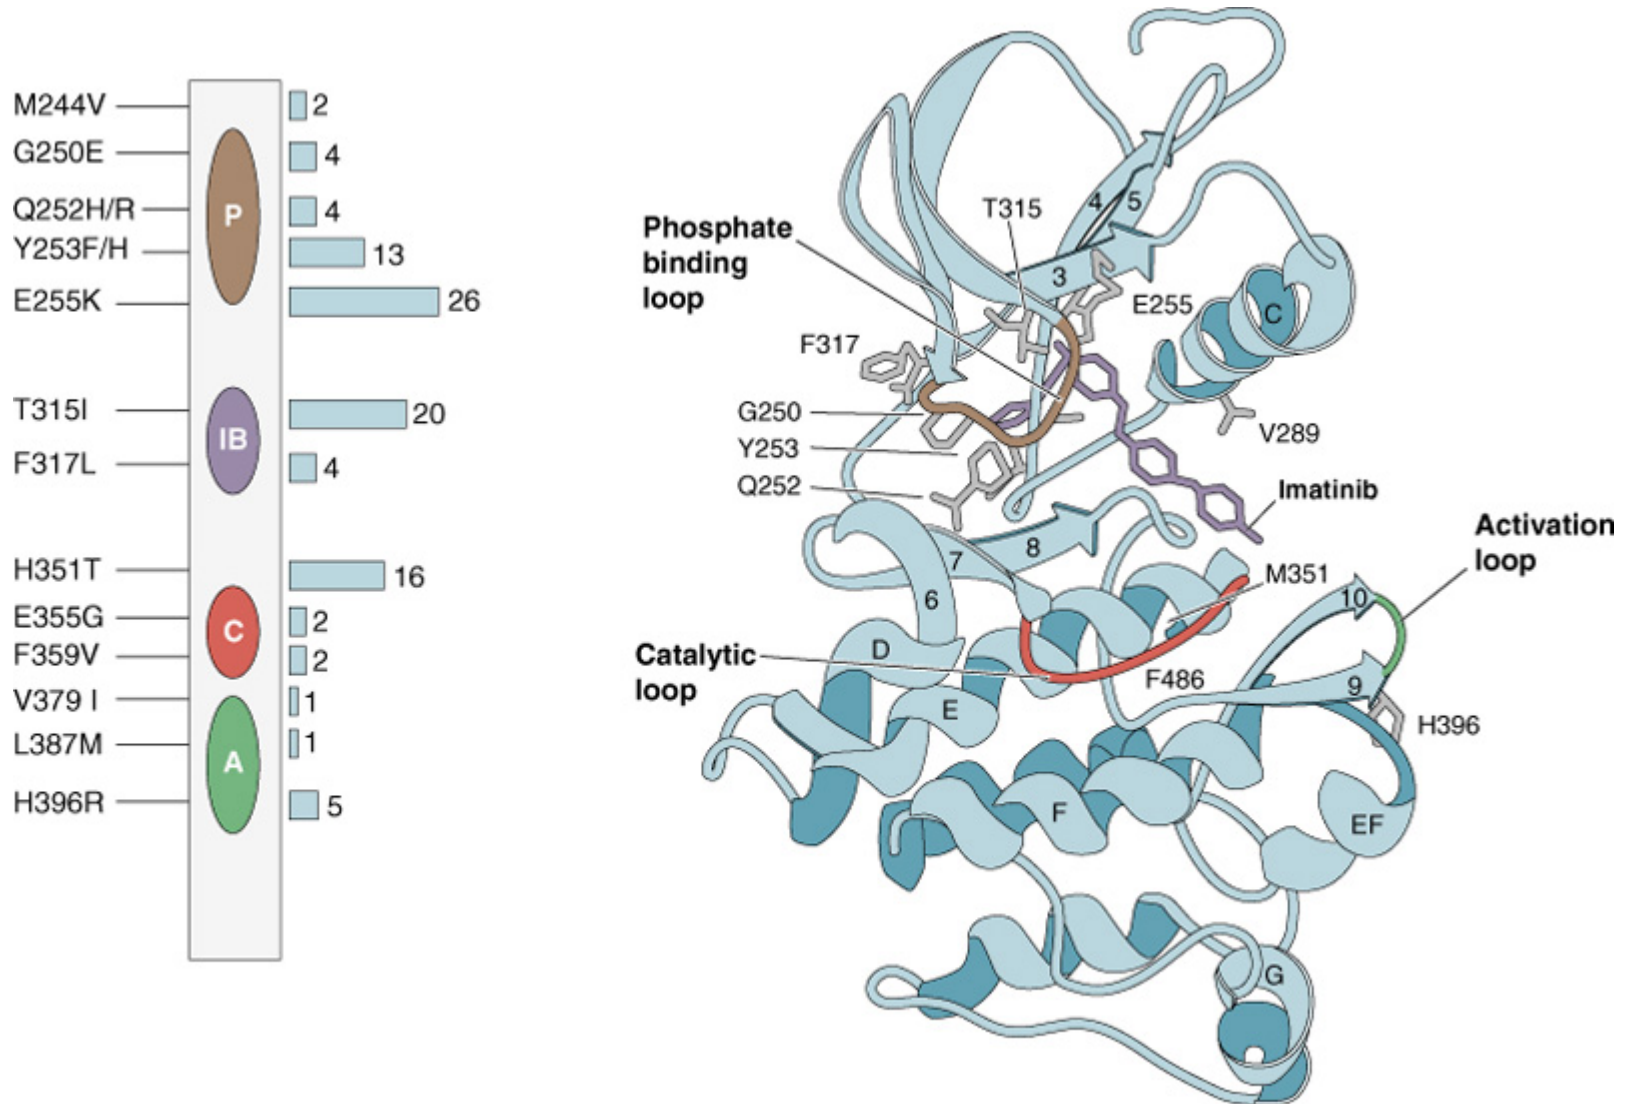 M244V 2
G250E 4
Q252H/R 4
Y253F/H 13
E255K 26
P
T315I 20
F317L 4
IB
H351T 16
E355G 2
F359V 2
C
V379 I 1
L387M 1
H396R 5
A
Phosphate
binding
loop
T315
4
5
3
E255
C
F317
G250
Y253
Q252
V289
Imatinib
Activation
loop
8
7
6
M351
10
D
Catalytic
loop
F486
9
E
H396
F
EF
G